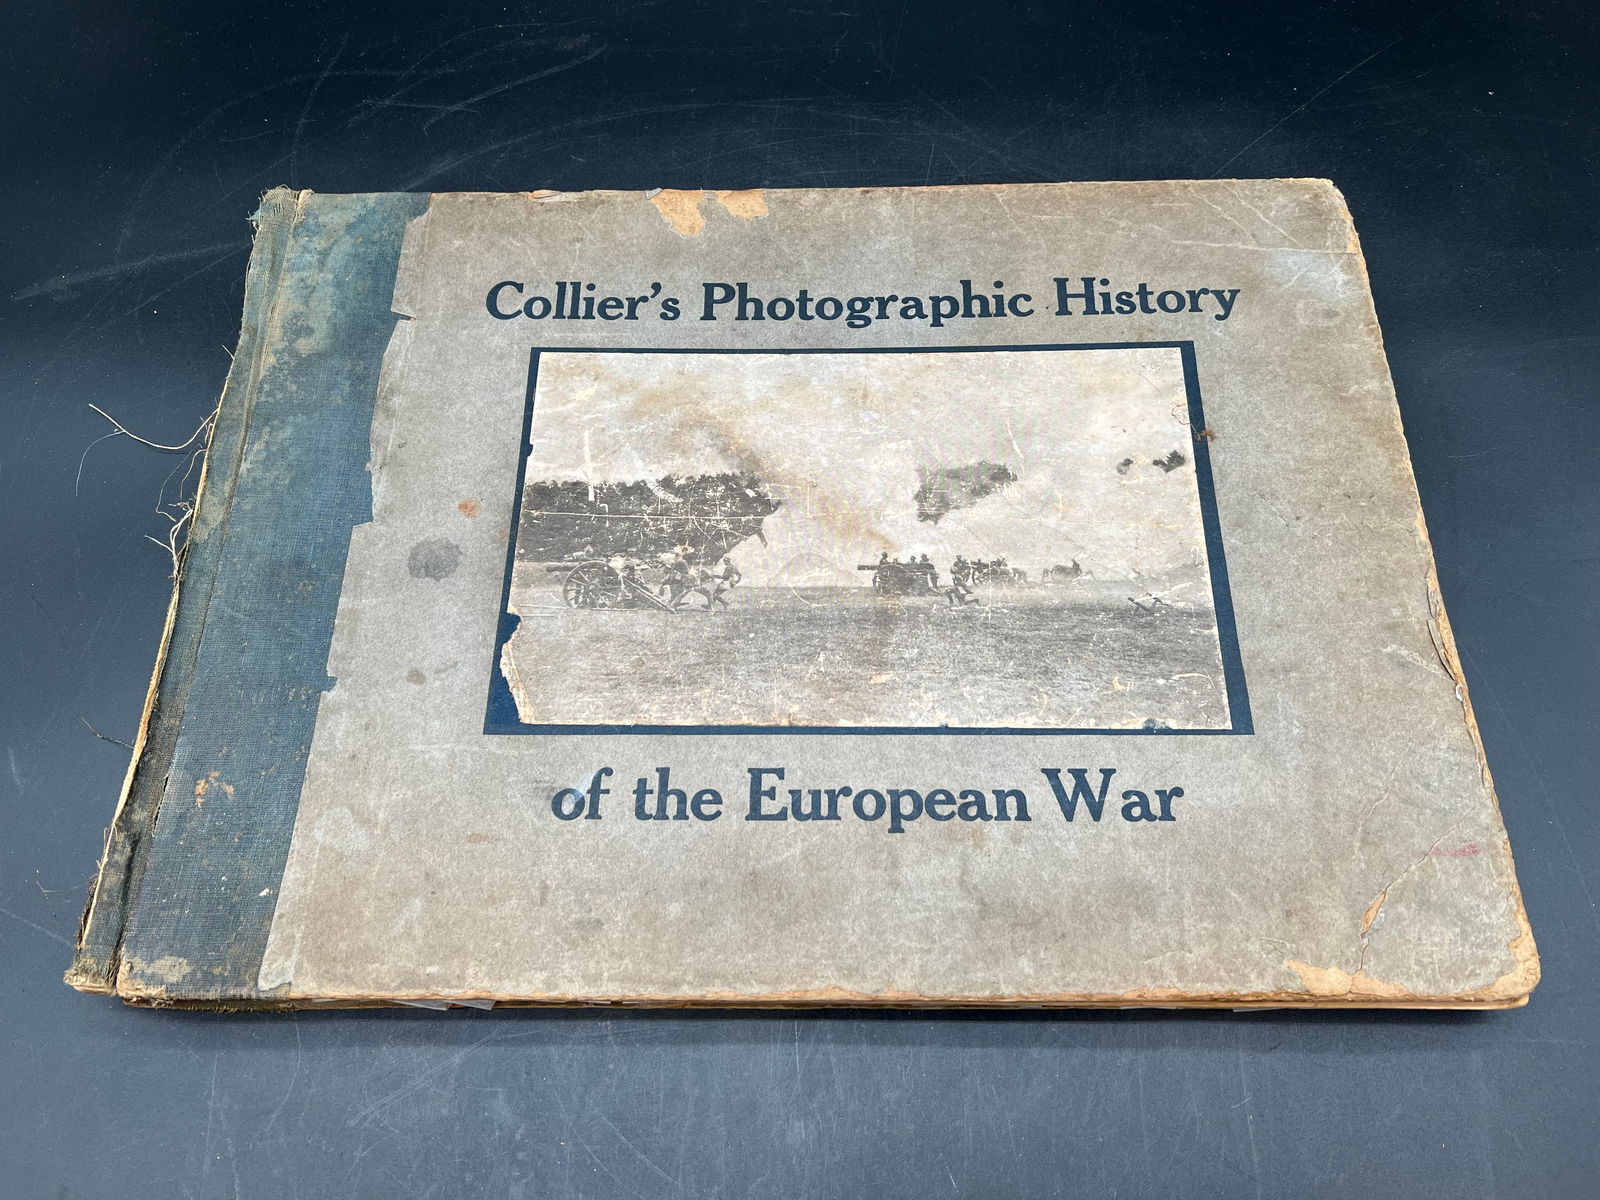 Collier's Photographic History
of the European War